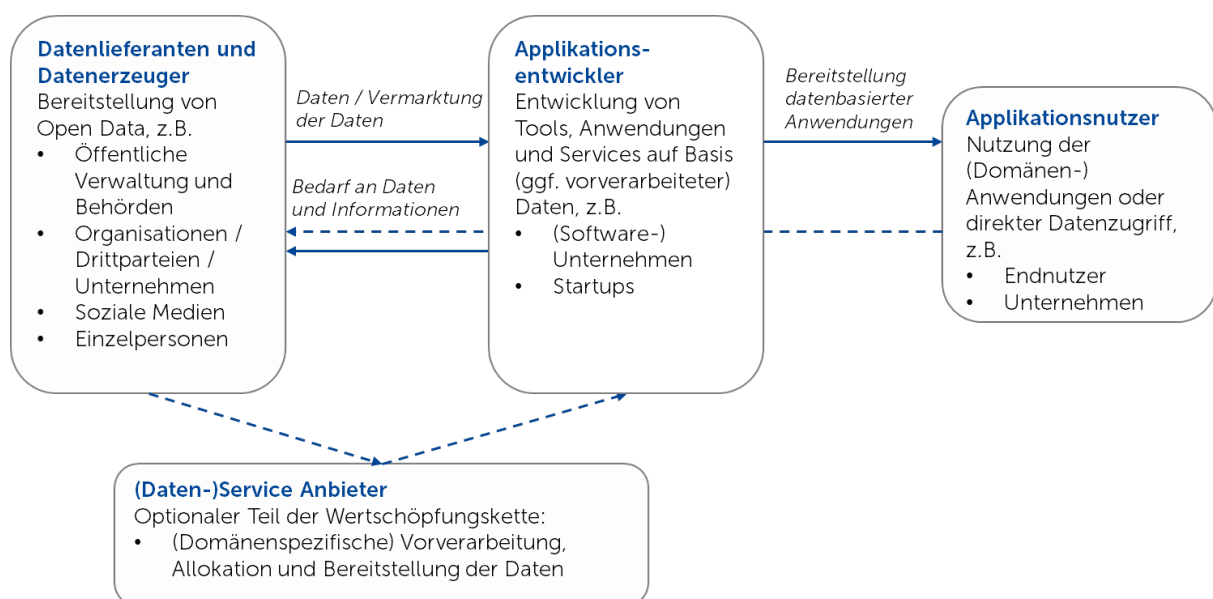 Datenlieferanten und
Datenerzeuger
Bereitstellung von
Open Data, z.B.
• Öffentliche
Verwaltung und
Behörden
• Organisationen /
Drittparteien /
Unternehmen
• Soziale Medien
• Einzelpersonen
Daten / Vermarktung
der Daten
Bedarf an Daten
und Informationen
Applikations-
entwickler
Entwicklung von
Tools, Anwendungen
und Services auf Basis
(ggf. vorverarbeiteter)
Daten, z.B.
• (Software-)
Unternehmen
• Startups
Bereitstellung
datenbasierter
Anwendungen
Applikationsnutzer
Nutzung der
(Domänen-)
Anwendungen oder
direkter Datenzugriff,
z.B.
• Endnutzer
• Unternehmen
(Daten-)Service Anbieter
Optionaler Teil der Wertschöpfungskette:
• (Domänenspezifische) Vorverarbeitung,
Allokation und Bereitstellung der Daten